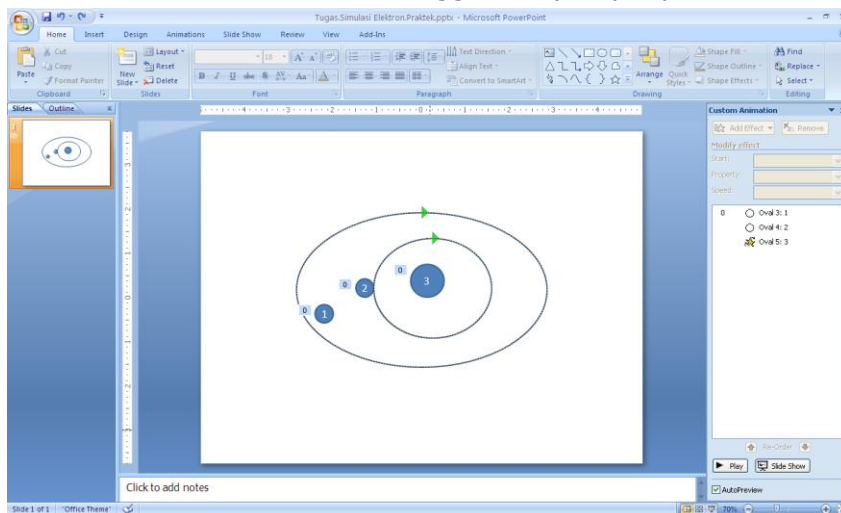 Tugas.Simulasi Elektron.Praktek.pptx - Microsoft PowerPoint
Home Insert Design Animations Slide Show Review View Add-Ins
Cut
Copy
Format Painter
Paste
Clipboard
New Slide
Layout
Reset
Delete
Slides
18
B I U abe S AV Aa A
Font
Text Direction
Align Text
Convert to SmartArt
Paragraph
Arrange
Quick Styles
Shape Fill
Shape Outline
Shape Effects
Drawing
Find
Replace
Select
Editing
Slides Outline
1
Custom Animation
Add Effect Remove
Modify effect
Start:
Property:
Speed:
0 Oval 3: 1
Oval 4: 2
Oval 5: 3
0
3
0
2
0
1
Re-Order
Play Slide Show
AutoPreview
Click to add notes
Slide 1 of 1 "Office Theme" 70%